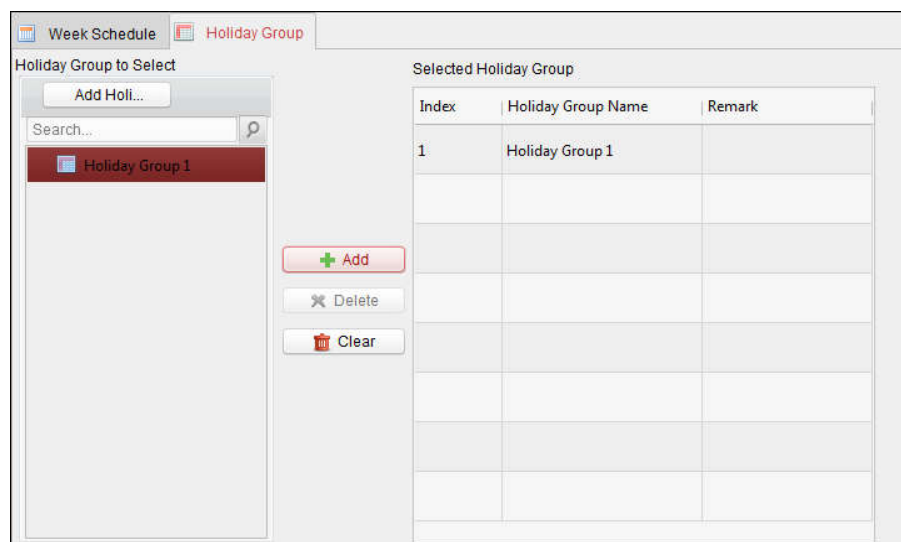 Week Schedule
Holiday Group
Holiday Group to Select
Add Holi...
Search...
Holiday Group 1
Add
Delete
Clear
Selected Holiday Group
Index Holiday Group Name Remark
1 Holiday Group 1